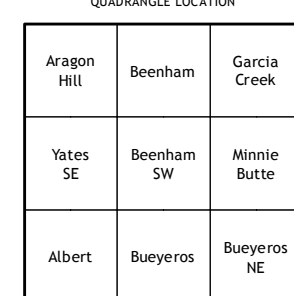 QUADRANGLE LOCATION
Aragon
Hill
Beenham
Garcia
Creek
Yates
SE
Beenham
SW
Minnie
Butte
Albert
Bueyeros
Bueyeros
NE